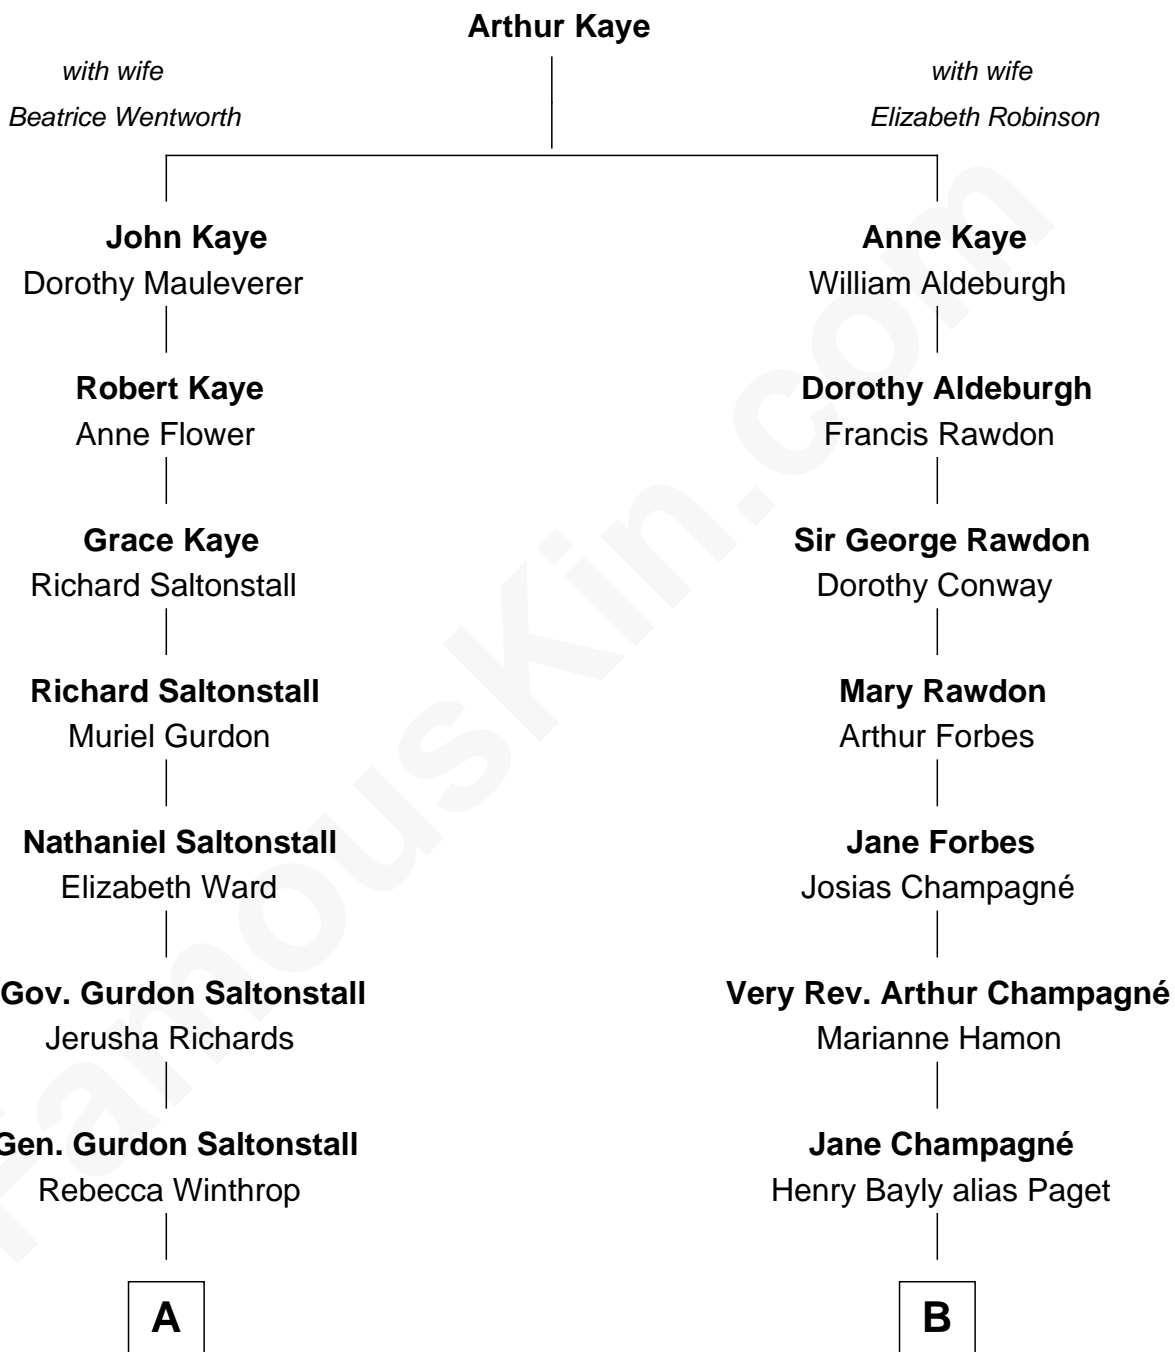 Arthur Kaye
with wife
Beatrice Wentworth
with wife
Elizabeth Robinson
John Kaye
Dorothy Mauleverer
Robert Kaye
Anne Flower
Grace Kaye
Richard Saltonstall
Richard Saltonstall
Muriel Gurdon
Nathaniel Saltonstall
Elizabeth Ward
Gov. Gurdon Saltonstall
Jerusha Richards
Gen. Gurdon Saltonstall
Rebecca Winthrop
A
Anne Kaye
William Aldeburgh
Dorothy Aldeburgh
Francis Rawdon
Sir George Rawdon
Dorothy Conway
Mary Rawdon
Arthur Forbes
Jane Forbes
Josias Champagné
Very Rev. Arthur Champagné
Marianne Hamon
Jane Champagné
Henry Bayly alias Paget
B
FamousKin.com